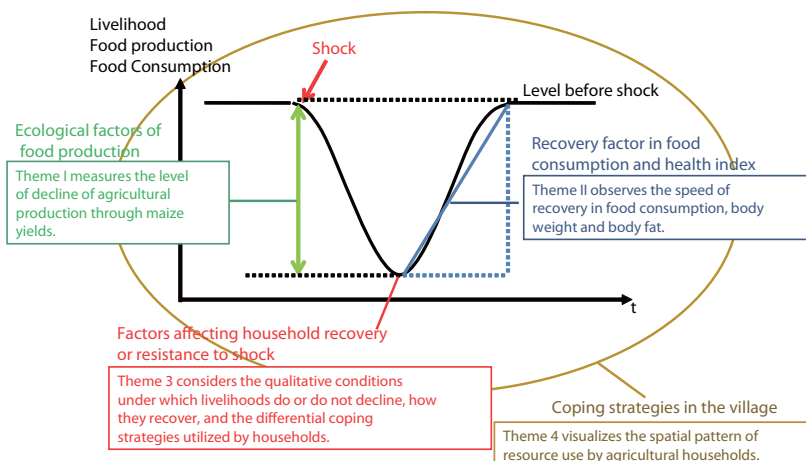 Livelihood
Food production
Food Consumption
Shock
Level before shock
Ecological factors of
food production
Theme I measures the level
of decline of agricultural
production through maize
yields.
Recovery factor in food
consumption and health index
Theme II observes the speed of
recovery in food consumption, body
weight and body fat.
t
Factors affecting household recovery
or resistance to shock
Theme 3 considers the qualitative conditions
under which livelihoods do or do not decline, how
they recover, and the differential coping
strategies utilized by households.
Coping strategies in the village
Theme 4 visualizes the spatial pattern of
resource use by agricultural households.